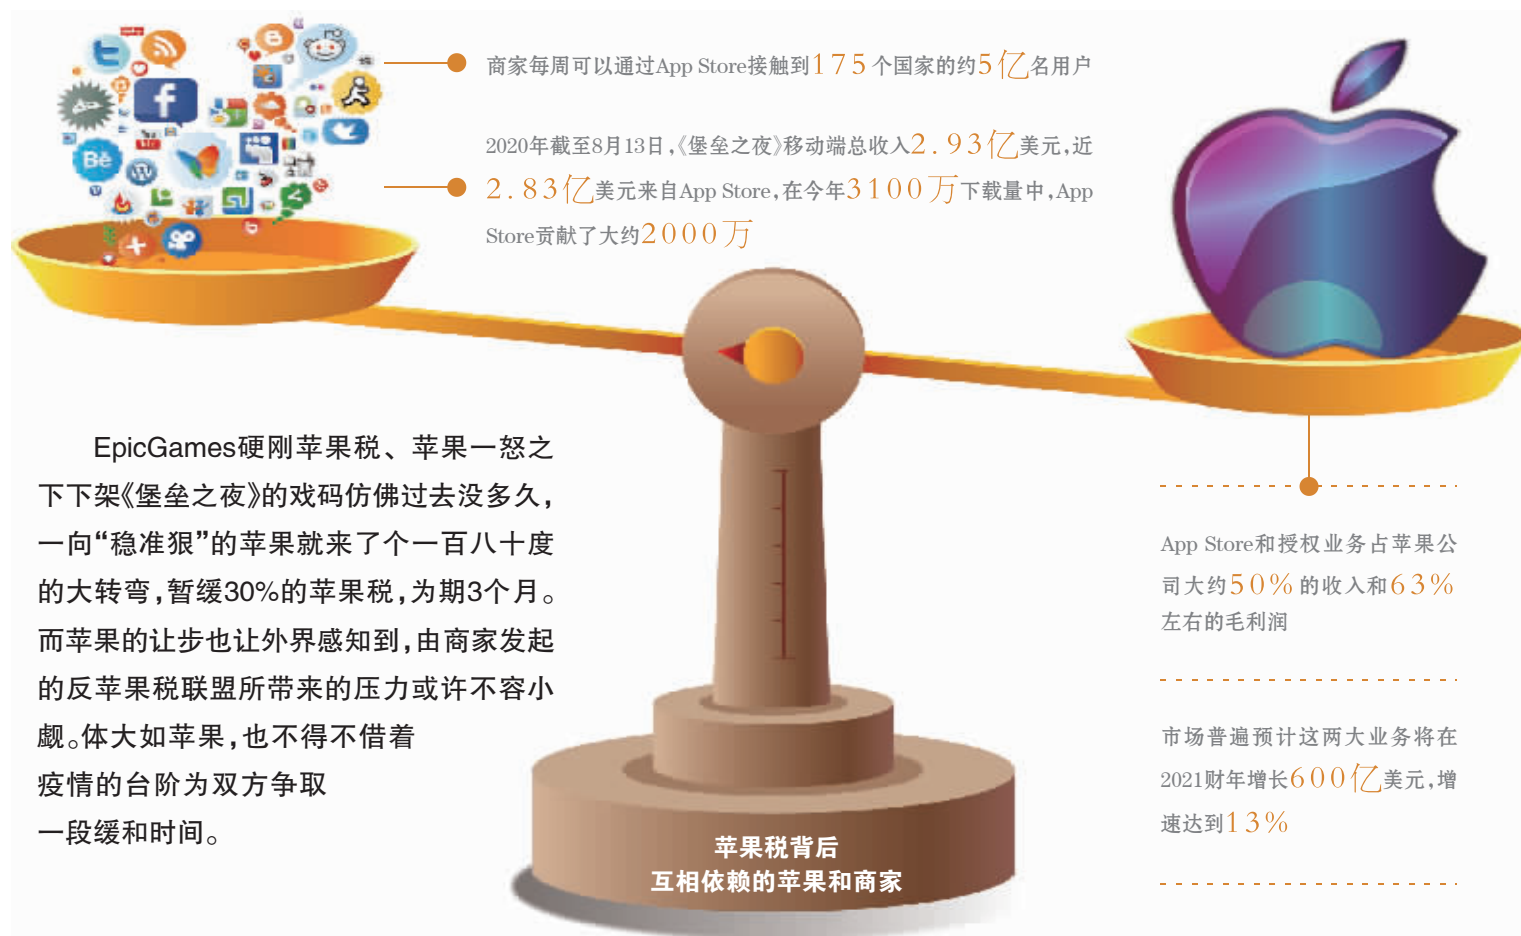 商家每周可以通过App Store接触到175个国家的约5亿名用户
2020年截至8月13日,《堡垒之夜》移动端总收入2.93亿美元,近
2.83亿美元来自App Store,在今年3100万下载量中,App
Store贡献了大约2000万
EpicGames硬刚苹果税、苹果一怒之
下下架《堡垒之夜》的戏码仿佛过去没多久,
一向“稳准狠”的苹果就来了个一百八十度
的大转弯,暂缓30%的苹果税,为期3个月。
而苹果的让步也让外界感知到,由商家发起
的反苹果税联盟所带来的压力或许不容小
觑。体大如苹果,也不得不借着
疫情的台阶为双方争取
一段缓和时间。
App Store和授权业务占苹果公
司大约50%的收入和63%
左右的毛利润
市场普遍预计这两大业务将在
2021财年增长600亿美元,增
速达到13%
苹果税背后
互相依赖的苹果和商家